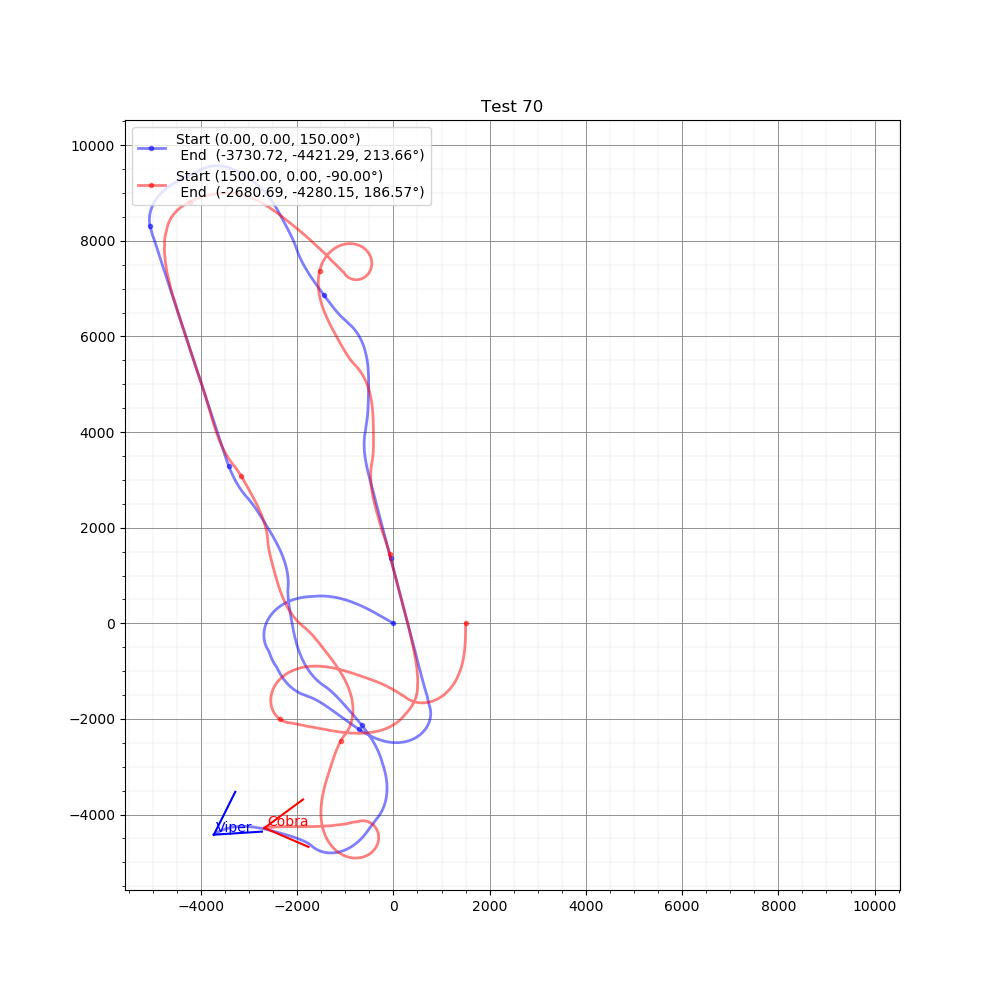 Test 70
Start (0.00, 0.00, 150.00°)
End (-3730.72, -4421.29, 213.66°)
Start (1500.00, 0.00, -90.00°)
End (-2680.69, -4280.15, 186.57°)
10000
8000
6000
4000
2000
0
−2000
−4000
Viper
Cobra
−4000 −2000 0 2000 4000 6000 8000 10000